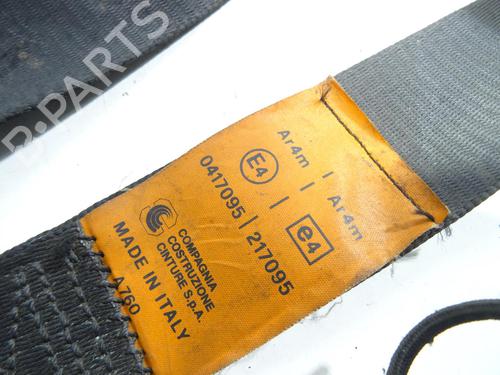 Ar4m | Ar4m
E4 | e4
0417095 | 217095
COMPAGNIA
COSTRUZIONE
CINTURE S.P.A.
MADE IN ITALY
A760
B-PARTS